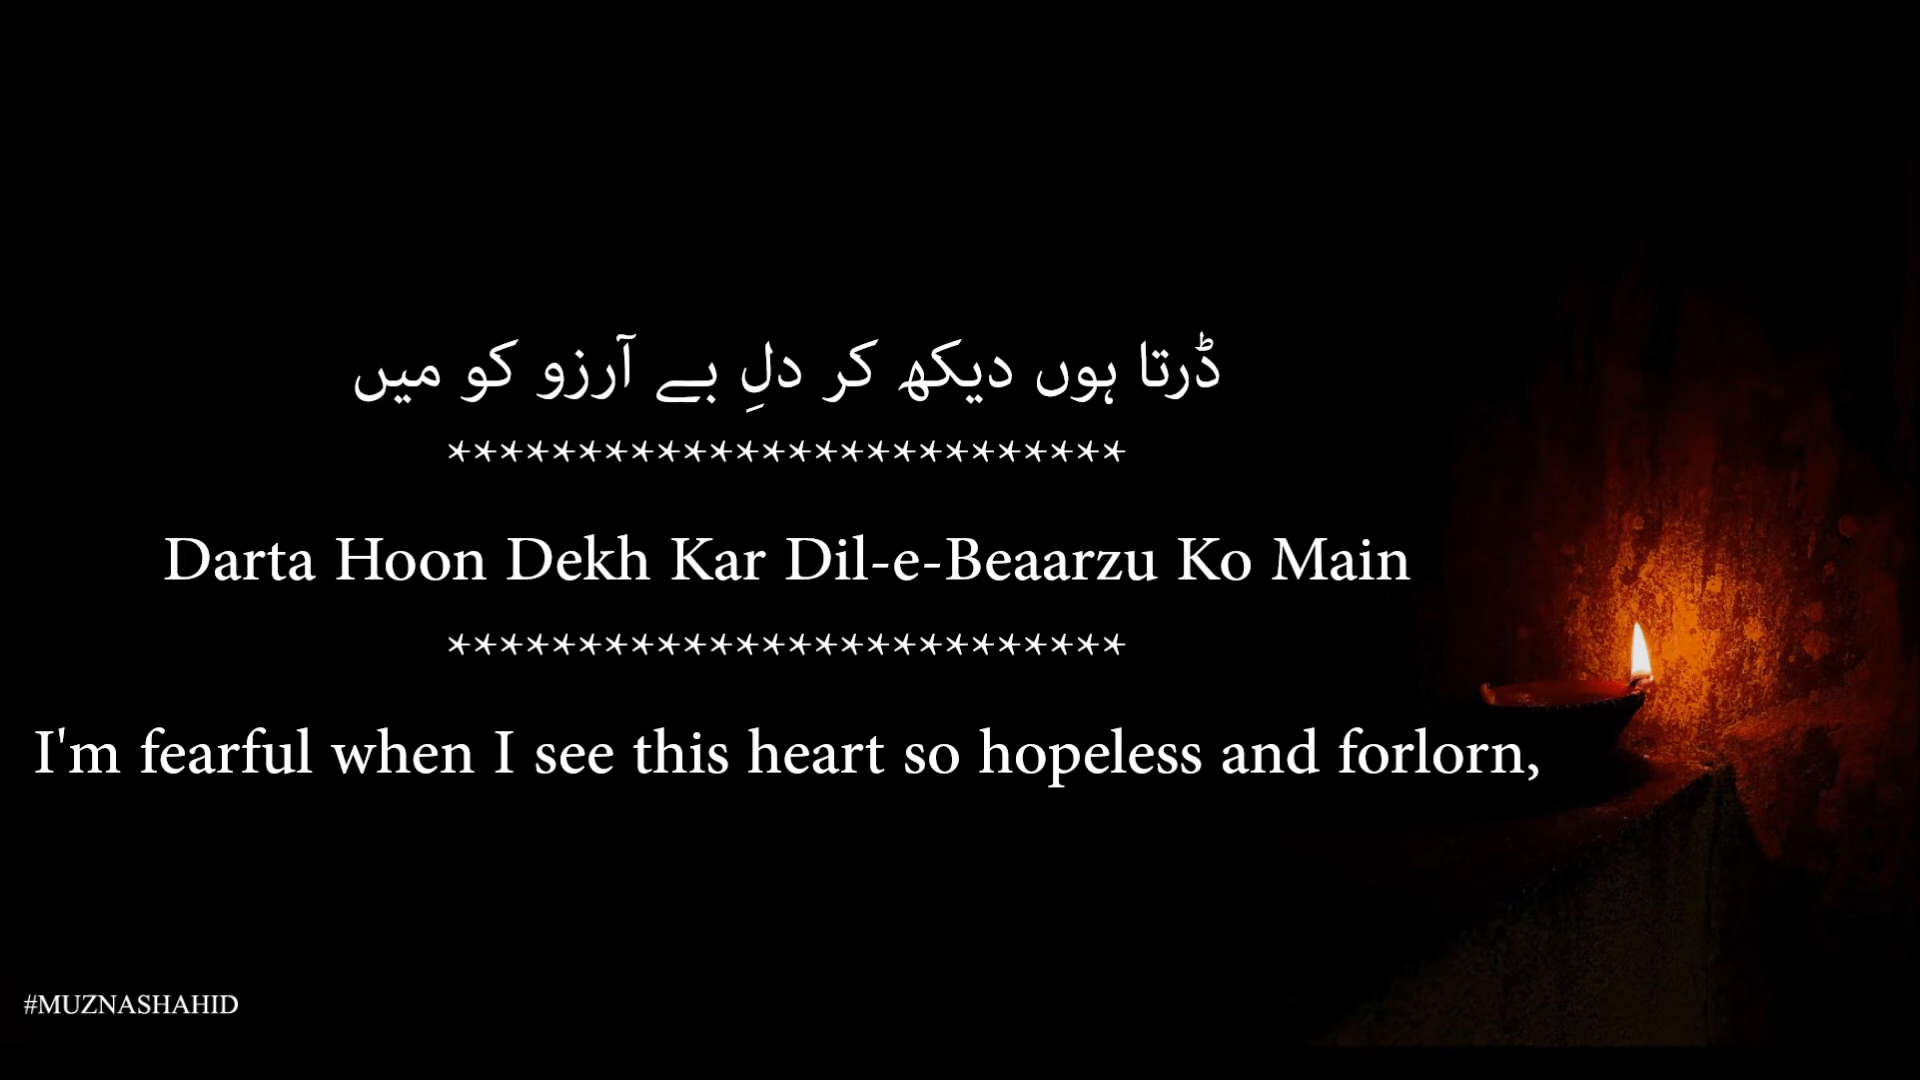 ڈرتا ہوں دیکھ کر دلِ بے آرزو کو میں
**************************
Darta Hoon Dekh Kar Dil-e-Beaarzu Ko Main
**************************
I'm fearful when I see this heart so hopeless and forlorn,
#MUZNASHAHID